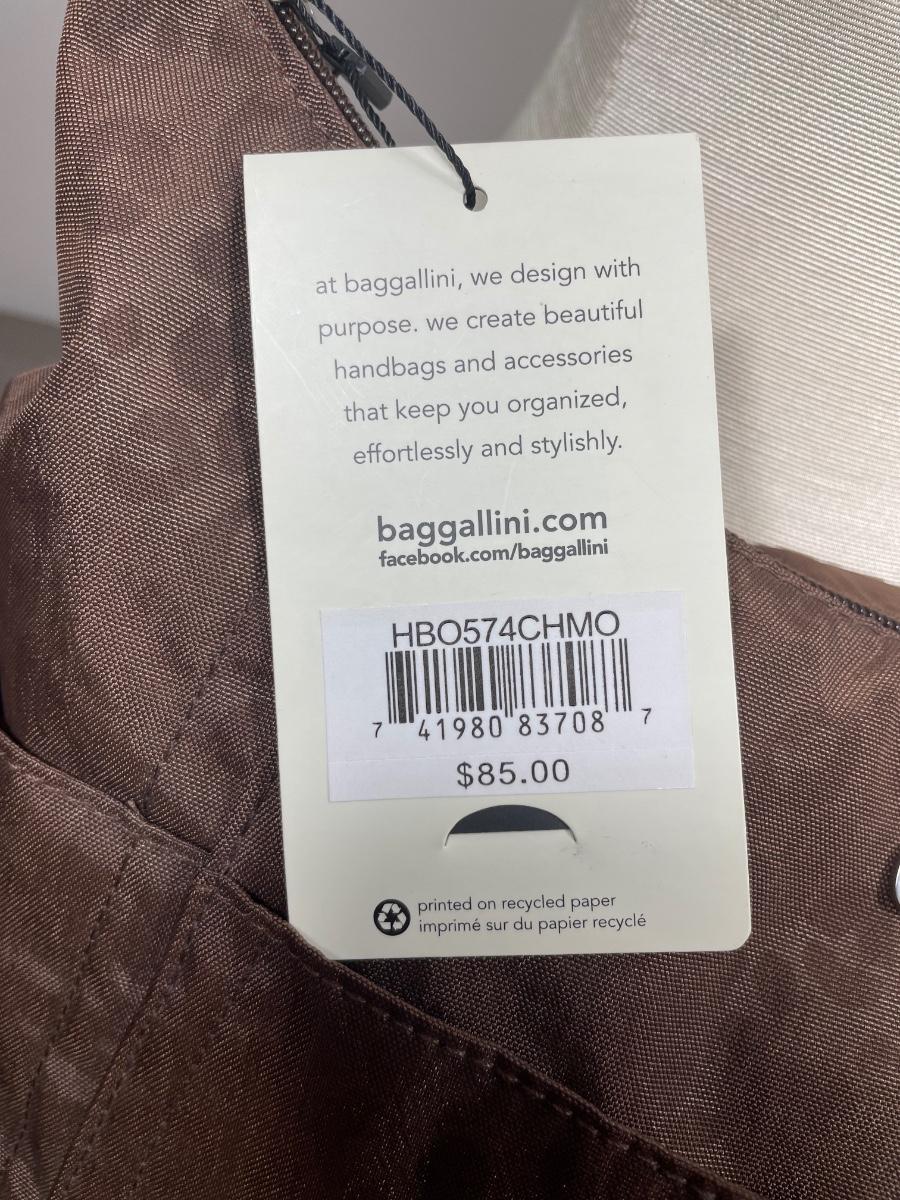 at baggallini, we design with
purpose. we create beautiful
handbags and accessories
that keep you organized,
effortlessly and stylishly.
baggallini.com
facebook.com/baggallini
HBO574CHMO
7 41980 83708 7
$85.00
printed on recycled paper
imprimé sur du papier recyclé